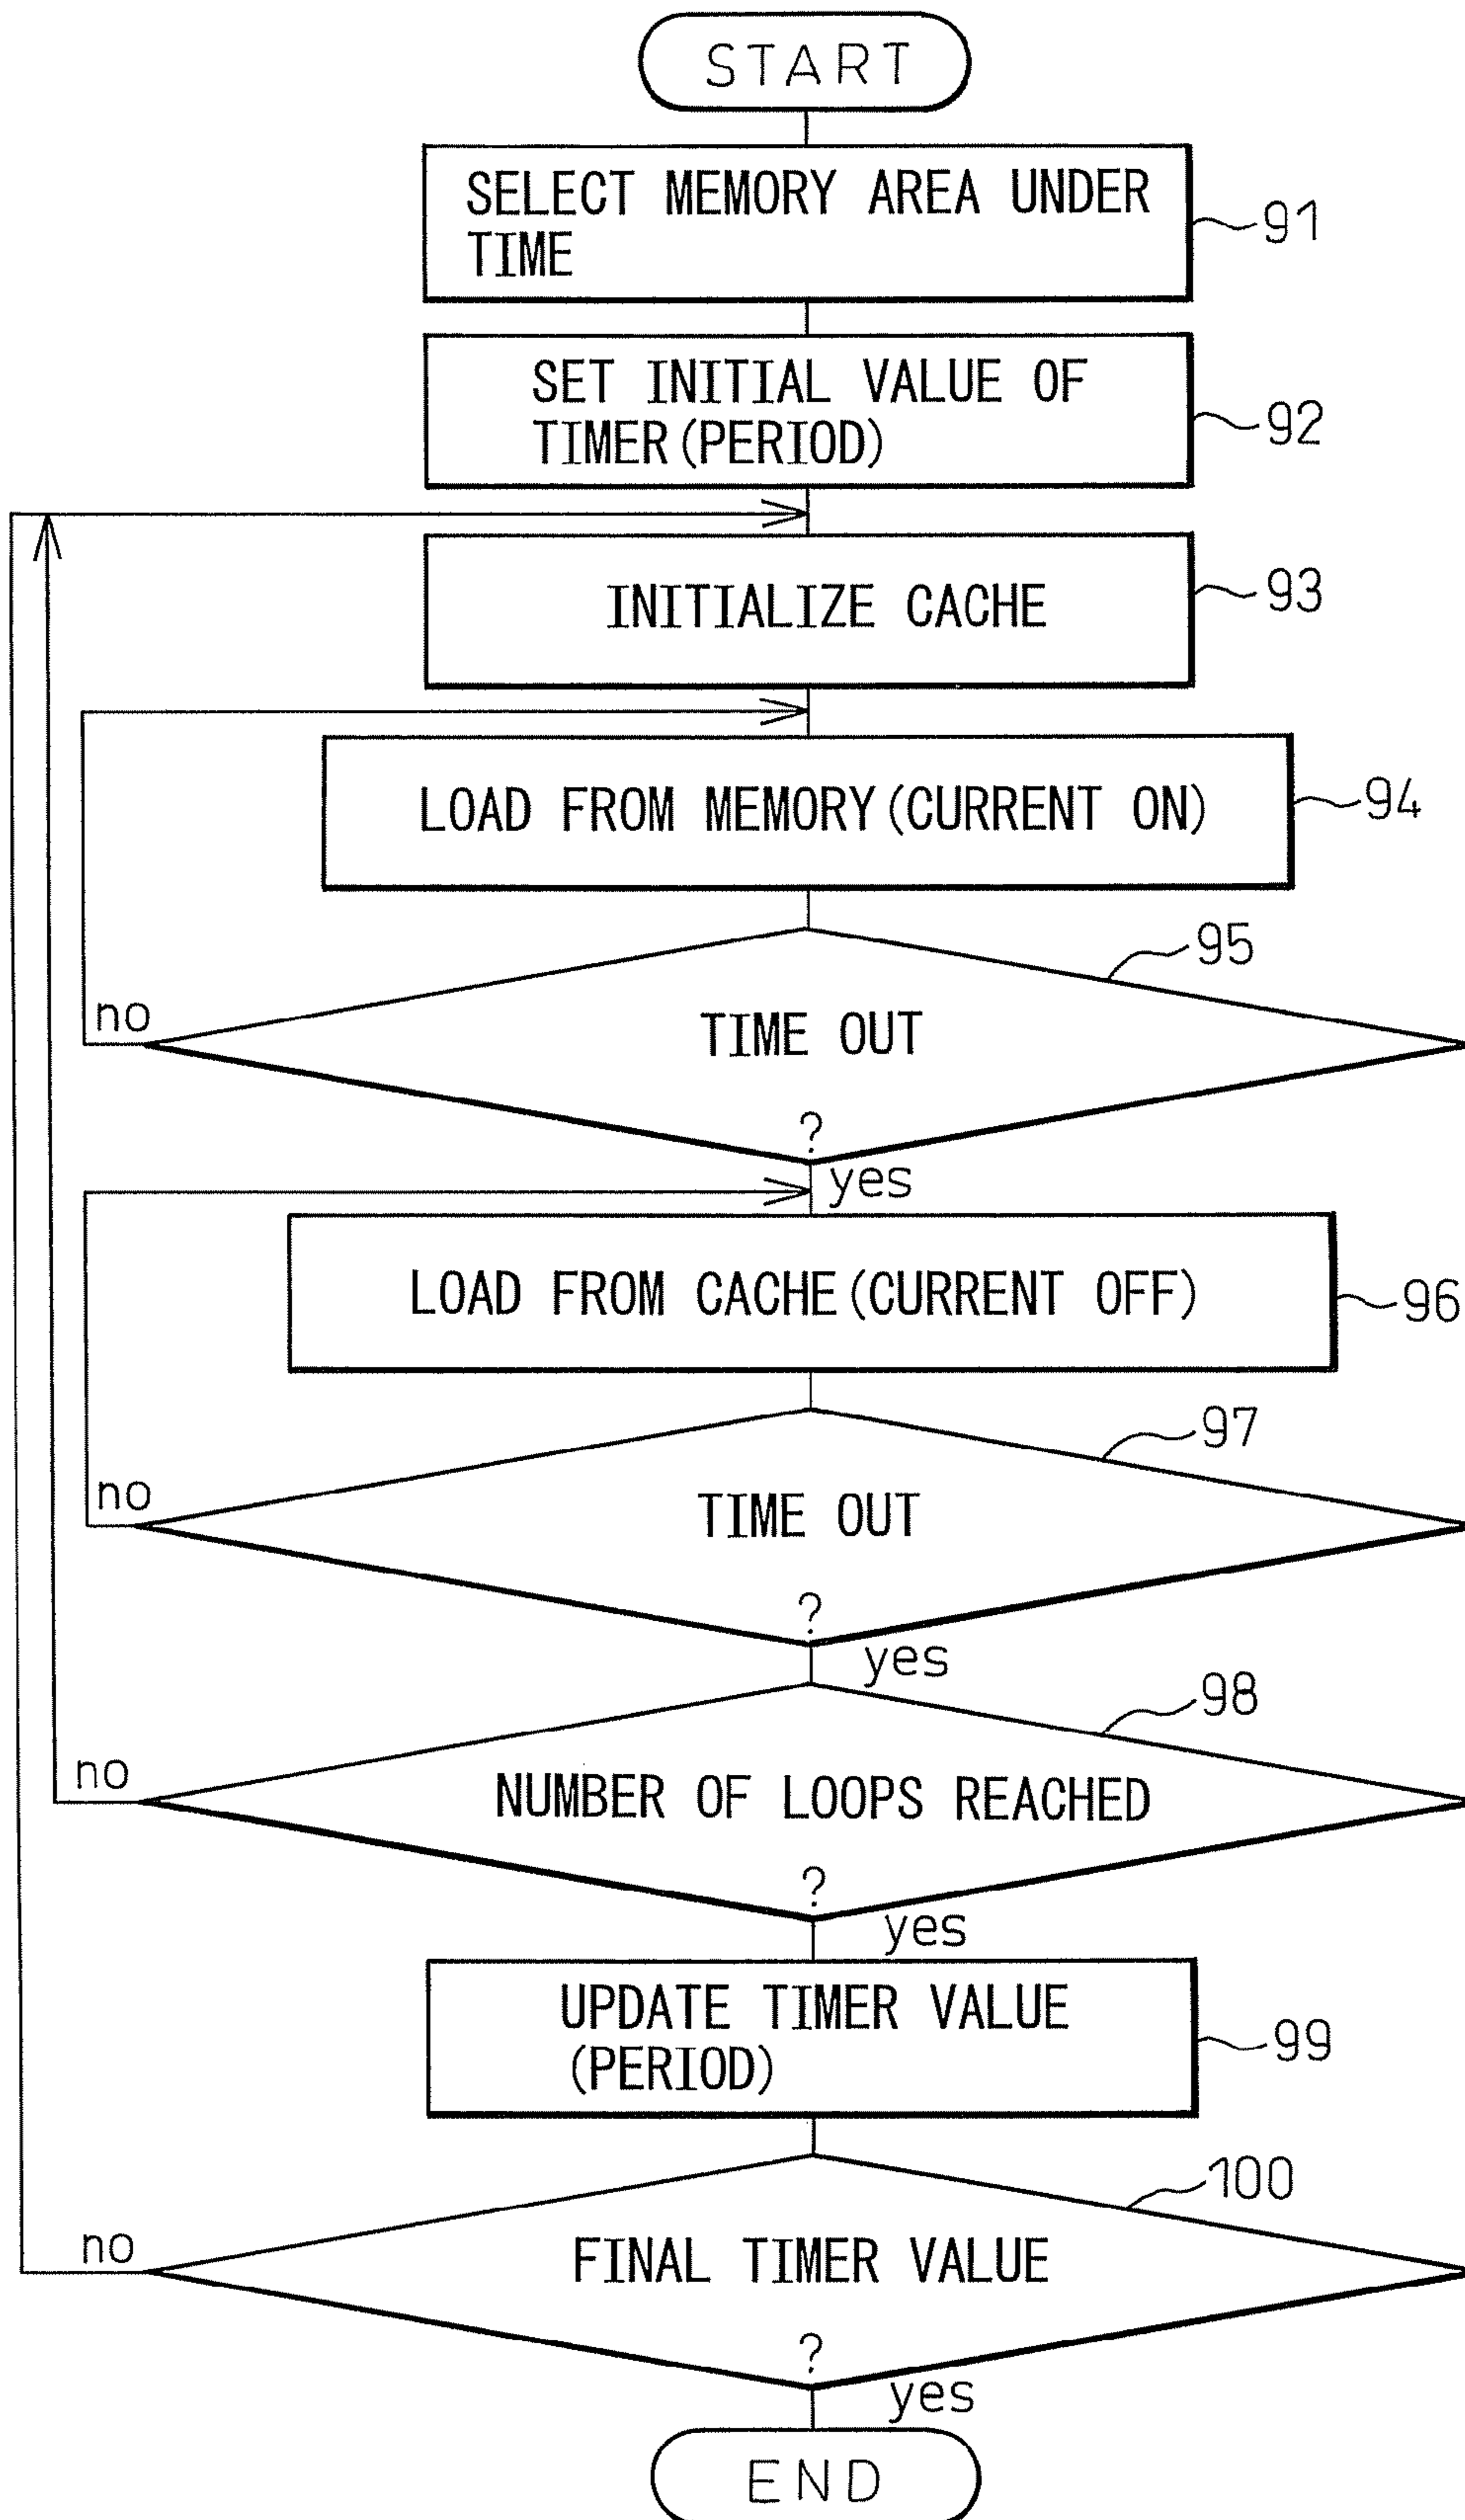 START
SELECT MEMORY AREA UNDER
TIME
91
SET INITIAL VALUE OF
TIMER(PERIOD)
92
INITIALIZE CACHE
93
LOAD FROM MEMORY(CURRENT ON)
94
95
no
TIME OUT
?
yes
LOAD FROM CACHE(CURRENT OFF)
96
97
no
TIME OUT
?
yes
98
no
NUMBER OF LOOPS REACHED
?
yes
UPDATE TIMER VALUE
(PERIOD)
99
100
no
FINAL TIMER VALUE
?
yes
END